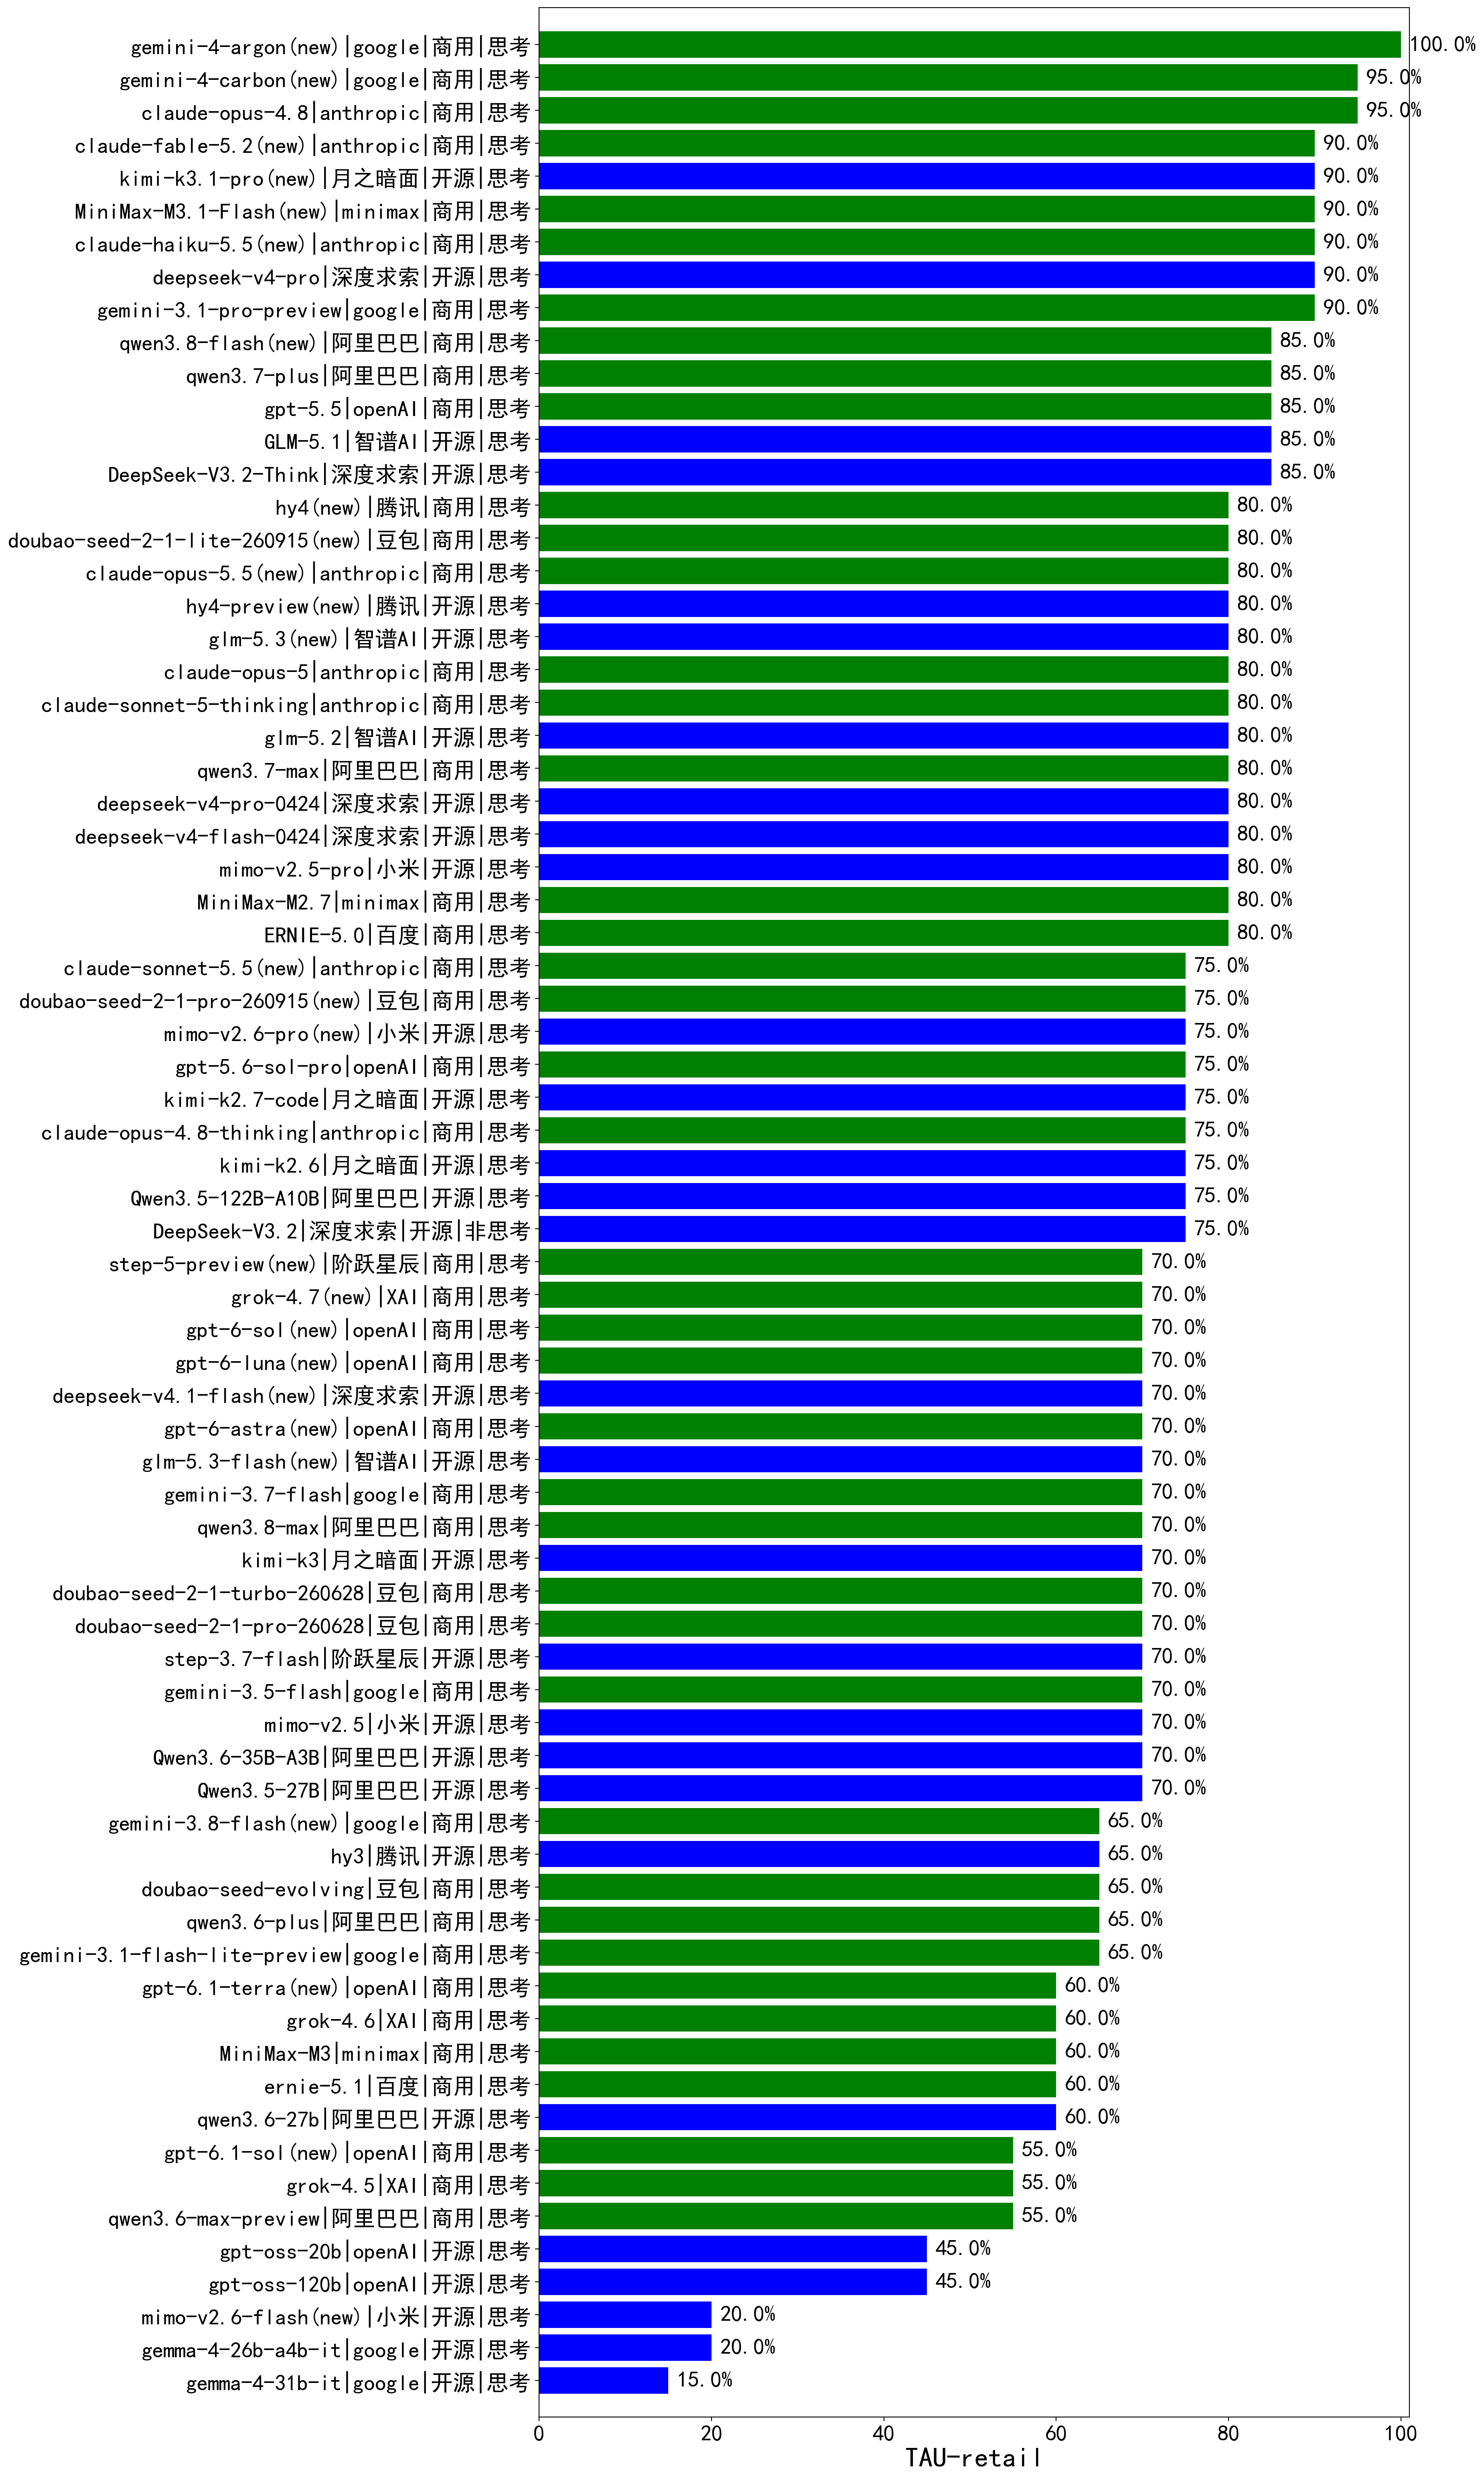 gemini-4-argon(new)|google|商用|思考 100.0%
gemini-4-carbon(new)|google|商用|思考 95.0%
claude-opus-4.8|anthropic|商用|思考 95.0%
claude-fable-5.2(new)|anthropic|商用|思考 90.0%
kimi-k3.1-pro(new)|月之暗面|开源|思考 90.0%
MiniMax-M3.1-Flash(new)|minimax|商用|思考 90.0%
claude-haiku-5.5(new)|anthropic|商用|思考 90.0%
deepseek-v4-pro|深度求索|开源|思考 90.0%
gemini-3.1-pro-preview|google|商用|思考 90.0%
qwen3.8-flash(new)|阿里巴巴|商用|思考 85.0%
qwen3.7-plus|阿里巴巴|商用|思考 85.0%
gpt-5.5|openAI|商用|思考 85.0%
GLM-5.1|智谱AI|开源|思考 85.0%
DeepSeek-V3.2-Think|深度求索|开源|思考 85.0%
hy4(new)|腾讯|商用|思考 80.0%
doubao-seed-2-1-lite-260915(new)|豆包|商用|思考 80.0%
claude-opus-5.5(new)|anthropic|商用|思考 80.0%
hy4-preview(new)|腾讯|开源|思考 80.0%
glm-5.3(new)|智谱AI|开源|思考 80.0%
claude-opus-5|anthropic|商用|思考 80.0%
claude-sonnet-5-thinking|anthropic|商用|思考 80.0%
glm-5.2|智谱AI|开源|思考 80.0%
qwen3.7-max|阿里巴巴|商用|思考 80.0%
deepseek-v4-pro-0424|深度求索|开源|思考 80.0%
deepseek-v4-flash-0424|深度求索|开源|思考 80.0%
mimo-v2.5-pro|小米|开源|思考 80.0%
MiniMax-M2.7|minimax|商用|思考 80.0%
ERNIE-5.0|百度|商用|思考 80.0%
claude-sonnet-5.5(new)|anthropic|商用|思考 75.0%
doubao-seed-2-1-pro-260915(new)|豆包|商用|思考 75.0%
mimo-v2.6-pro(new)|小米|开源|思考 75.0%
gpt-5.6-sol-pro|openAI|商用|思考 75.0%
kimi-k2.7-code|月之暗面|开源|思考 75.0%
claude-opus-4.8-thinking|anthropic|商用|思考 75.0%
kimi-k2.6|月之暗面|开源|思考 75.0%
Qwen3.5-122B-A10B|阿里巴巴|开源|思考 75.0%
DeepSeek-V3.2|深度求索|开源|非思考 75.0%
step-5-preview(new)|阶跃星辰|商用|思考 70.0%
grok-4.7(new)|XAI|商用|思考 70.0%
gpt-6-sol(new)|openAI|商用|思考 70.0%
gpt-6-luna(new)|openAI|商用|思考 70.0%
deepseek-v4.1-flash(new)|深度求索|开源|思考 70.0%
gpt-6-astra(new)|openAI|商用|思考 70.0%
glm-5.3-flash(new)|智谱AI|开源|思考 70.0%
gemini-3.7-flash|google|商用|思考 70.0%
qwen3.8-max|阿里巴巴|商用|思考 70.0%
kimi-k3|月之暗面|开源|思考 70.0%
doubao-seed-2-1-turbo-260628|豆包|商用|思考 70.0%
doubao-seed-2-1-pro-260628|豆包|商用|思考 70.0%
step-3.7-flash|阶跃星辰|开源|思考 70.0%
gemini-3.5-flash|google|商用|思考 70.0%
mimo-v2.5|小米|开源|思考 70.0%
Qwen3.6-35B-A3B|阿里巴巴|开源|思考 70.0%
Qwen3.5-27B|阿里巴巴|开源|思考 70.0%
gemini-3.8-flash(new)|google|商用|思考 65.0%
hy3|腾讯|开源|思考 65.0%
doubao-seed-evolving|豆包|商用|思考 65.0%
qwen3.6-plus|阿里巴巴|商用|思考 65.0%
gemini-3.1-flash-lite-preview|google|商用|思考 65.0%
gpt-6.1-terra(new)|openAI|商用|思考 60.0%
grok-4.6|XAI|商用|思考 60.0%
MiniMax-M3|minimax|商用|思考 60.0%
ernie-5.1|百度|商用|思考 60.0%
qwen3.6-27b|阿里巴巴|开源|思考 60.0%
gpt-6.1-sol(new)|openAI|商用|思考 55.0%
grok-4.5|XAI|商用|思考 55.0%
qwen3.6-max-preview|阿里巴巴|商用|思考 55.0%
gpt-oss-20b|openAI|开源|思考 45.0%
gpt-oss-120b|openAI|开源|思考 45.0%
mimo-v2.6-flash(new)|小米|开源|思考 20.0%
gemma-4-26b-a4b-it|google|开源|思考 20.0%
gemma-4-31b-it|google|开源|思考 15.0%
0 20 40 60 80 100
TAU-retail